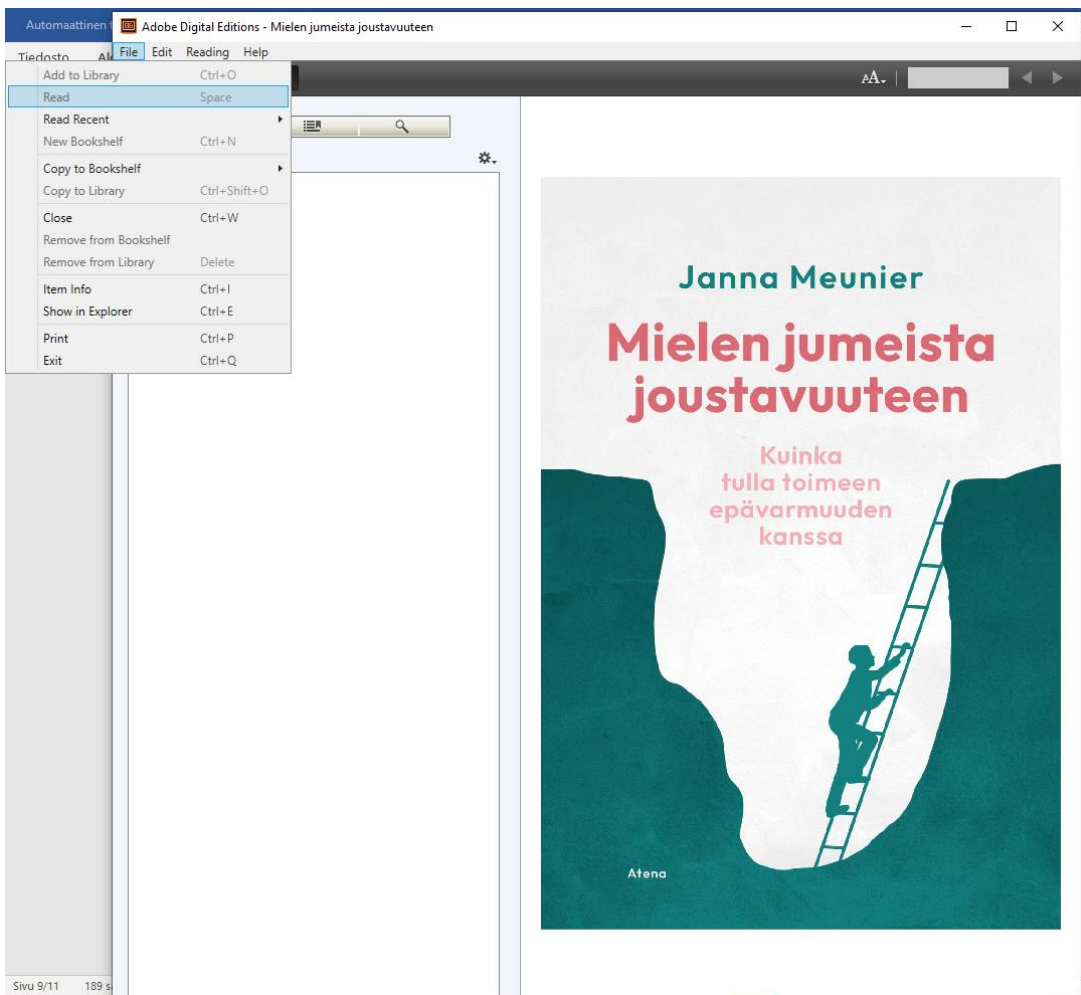 Automaattinen
Adobe Digital Editions - Mielen jumeista joustavuuteen
Tiedosto
File Edit Reading Help
Add to Library Ctrl+O
Read Space
Read Recent
New Bookshelf Ctrl+N
Copy to Bookshelf
Copy to Library Ctrl+Shift+O
Close Ctrl+W
Remove from Bookshelf
Remove from Library Delete
Item Info Ctrl+I
Show in Explorer Ctrl+E
Print Ctrl+P
Exit Ctrl+Q
AA
Janna Meunier
Mielen jumeista
joustavuuteen
Kuinka
tulla toimeen
epävarmuuden
kanssa
Atena
Sivu 9/11 189 s